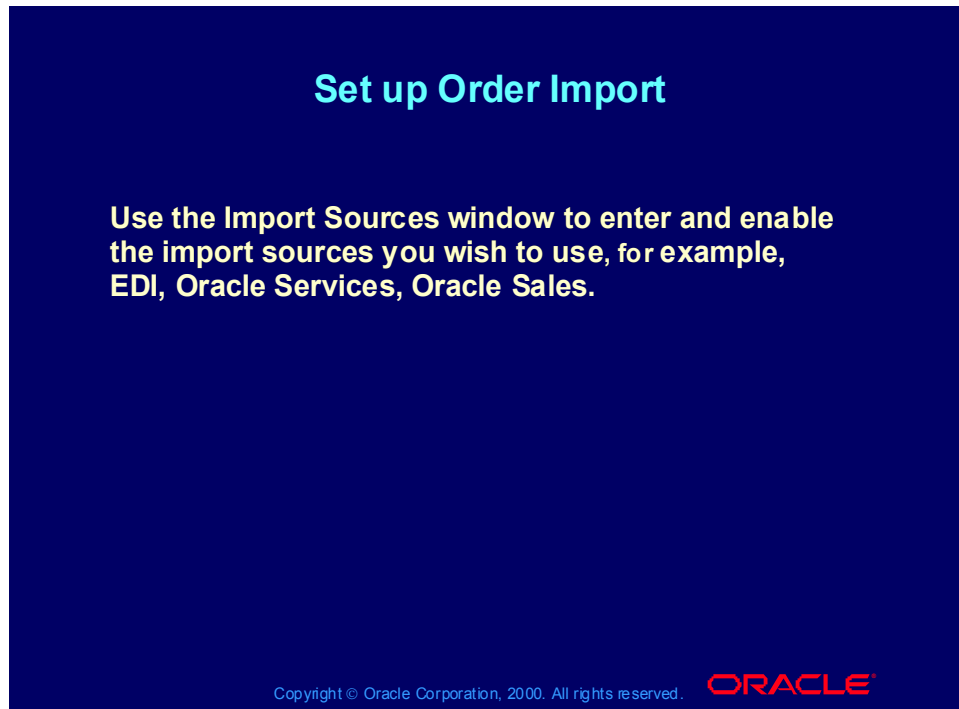 Set up Order Import
Use the Import Sources window to enter and enable
the import sources you wish to use, for example,
EDI, Oracle Services, Oracle Sales.
Copyright © Oracle Corporation, 2000. All rights reserved.
ORACLE®